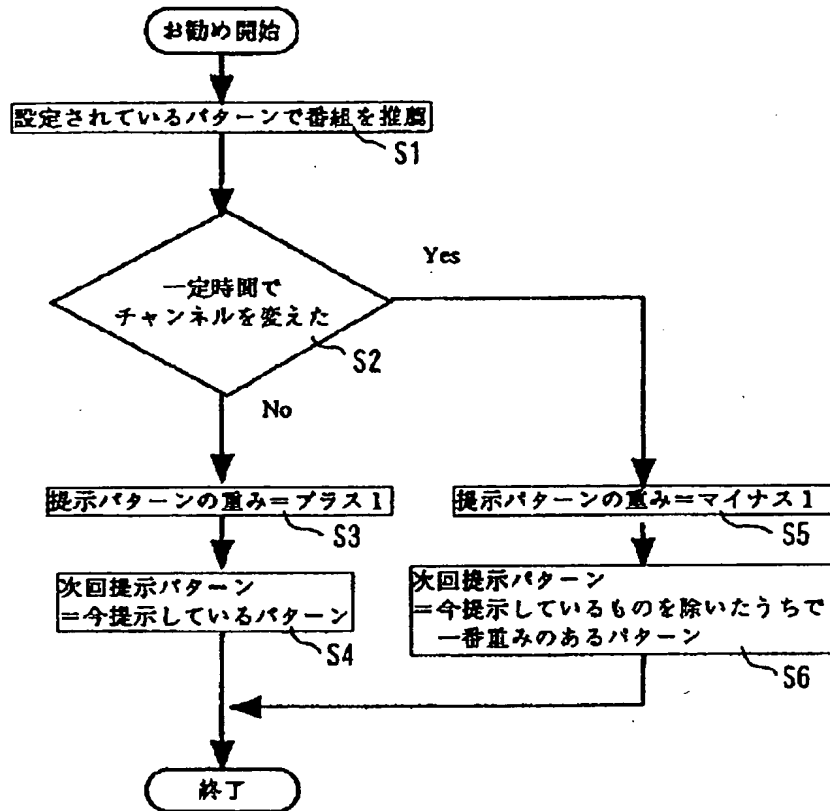 お勧め開始
設定されているパターンで番組を推薦
S1
一定時間で
チャンネルを変えた
S2
Yes
No
提示パターンの重み＝プラス1
S3
提示パターンの重み＝マイナス1
S5
次回提示パターン
＝今提示しているパターン
S4
次回提示パターン
＝今提示しているものを除いたうちで
一番重みのあるパターン
S6
終了